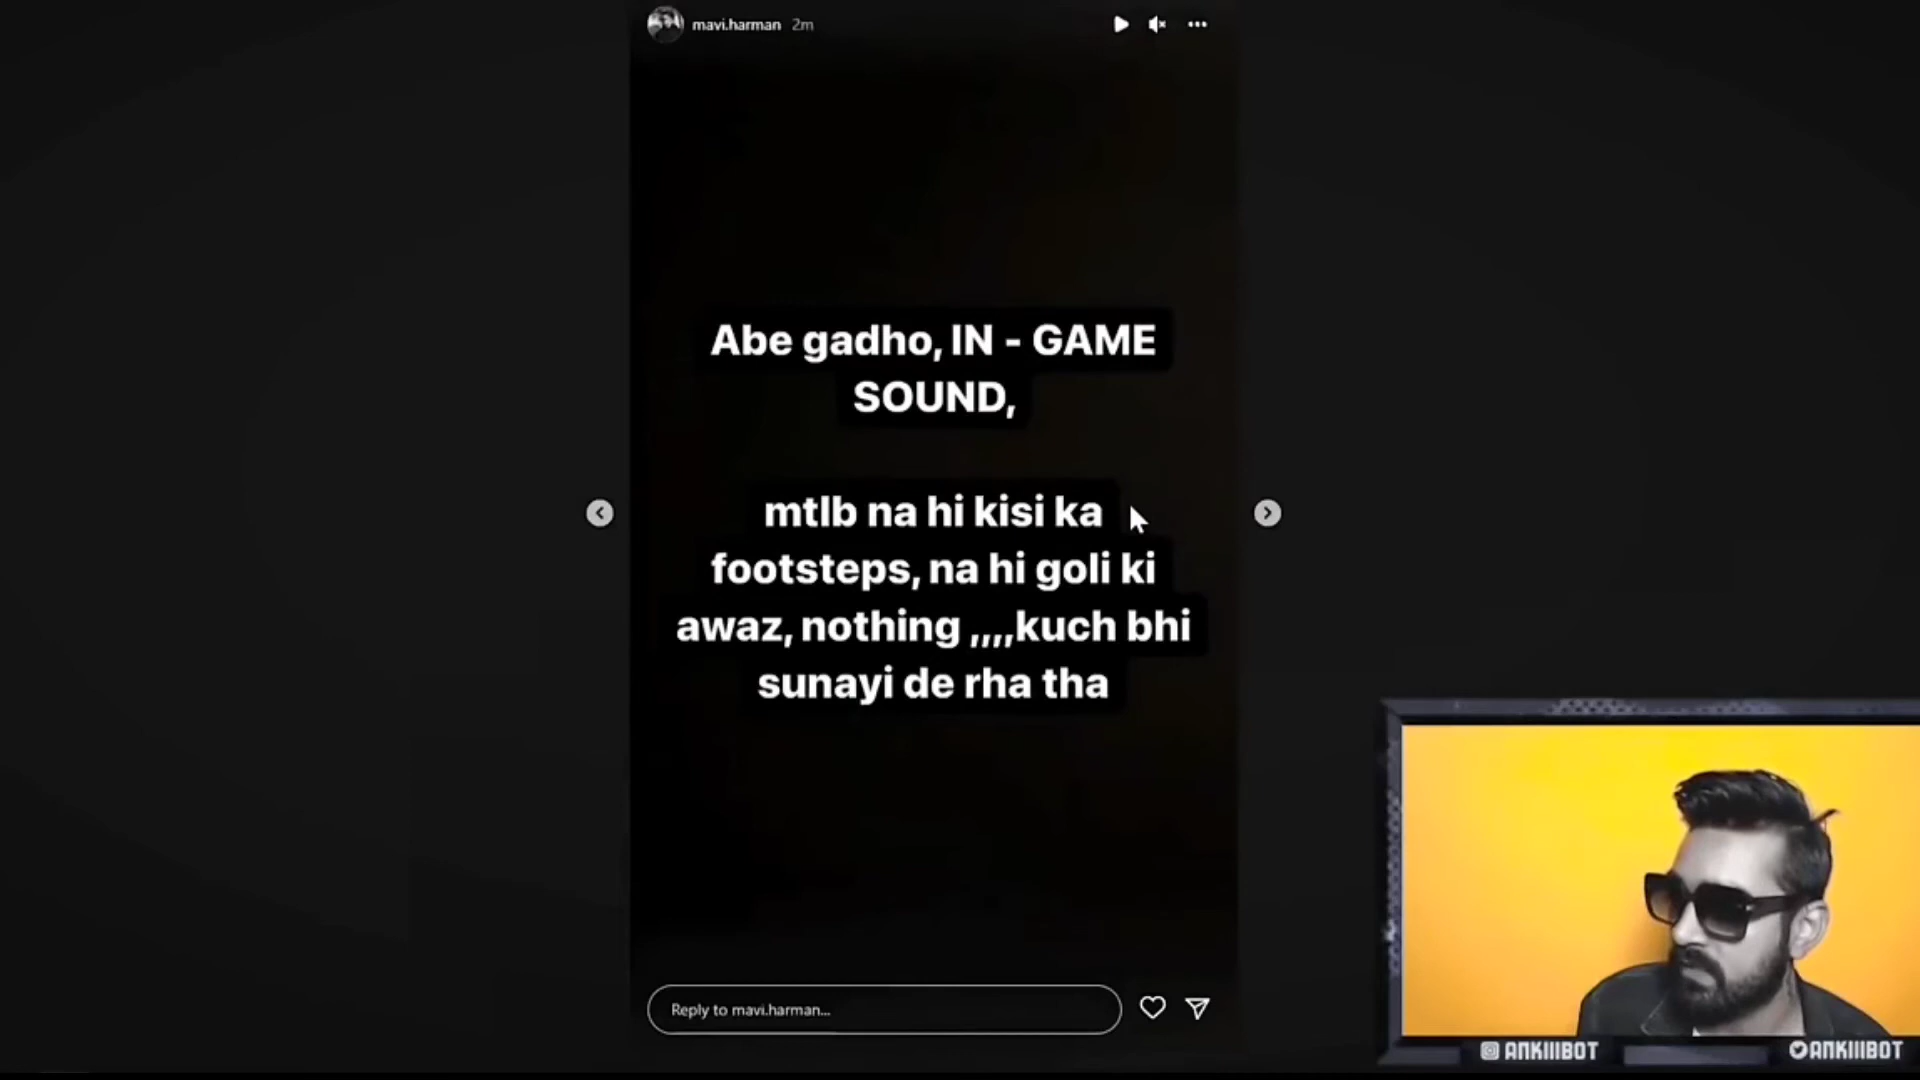 mavi.harman 2m
Abe gadho, IN - GAME
SOUND,
mtlb na hi kisi ka
footsteps, na hi goli ki
awaz, nothing ,,,,kuch bhi
sunayi de rha tha
Reply to mavi.harman...
ANKIIIBOT
ANKIIIBOT